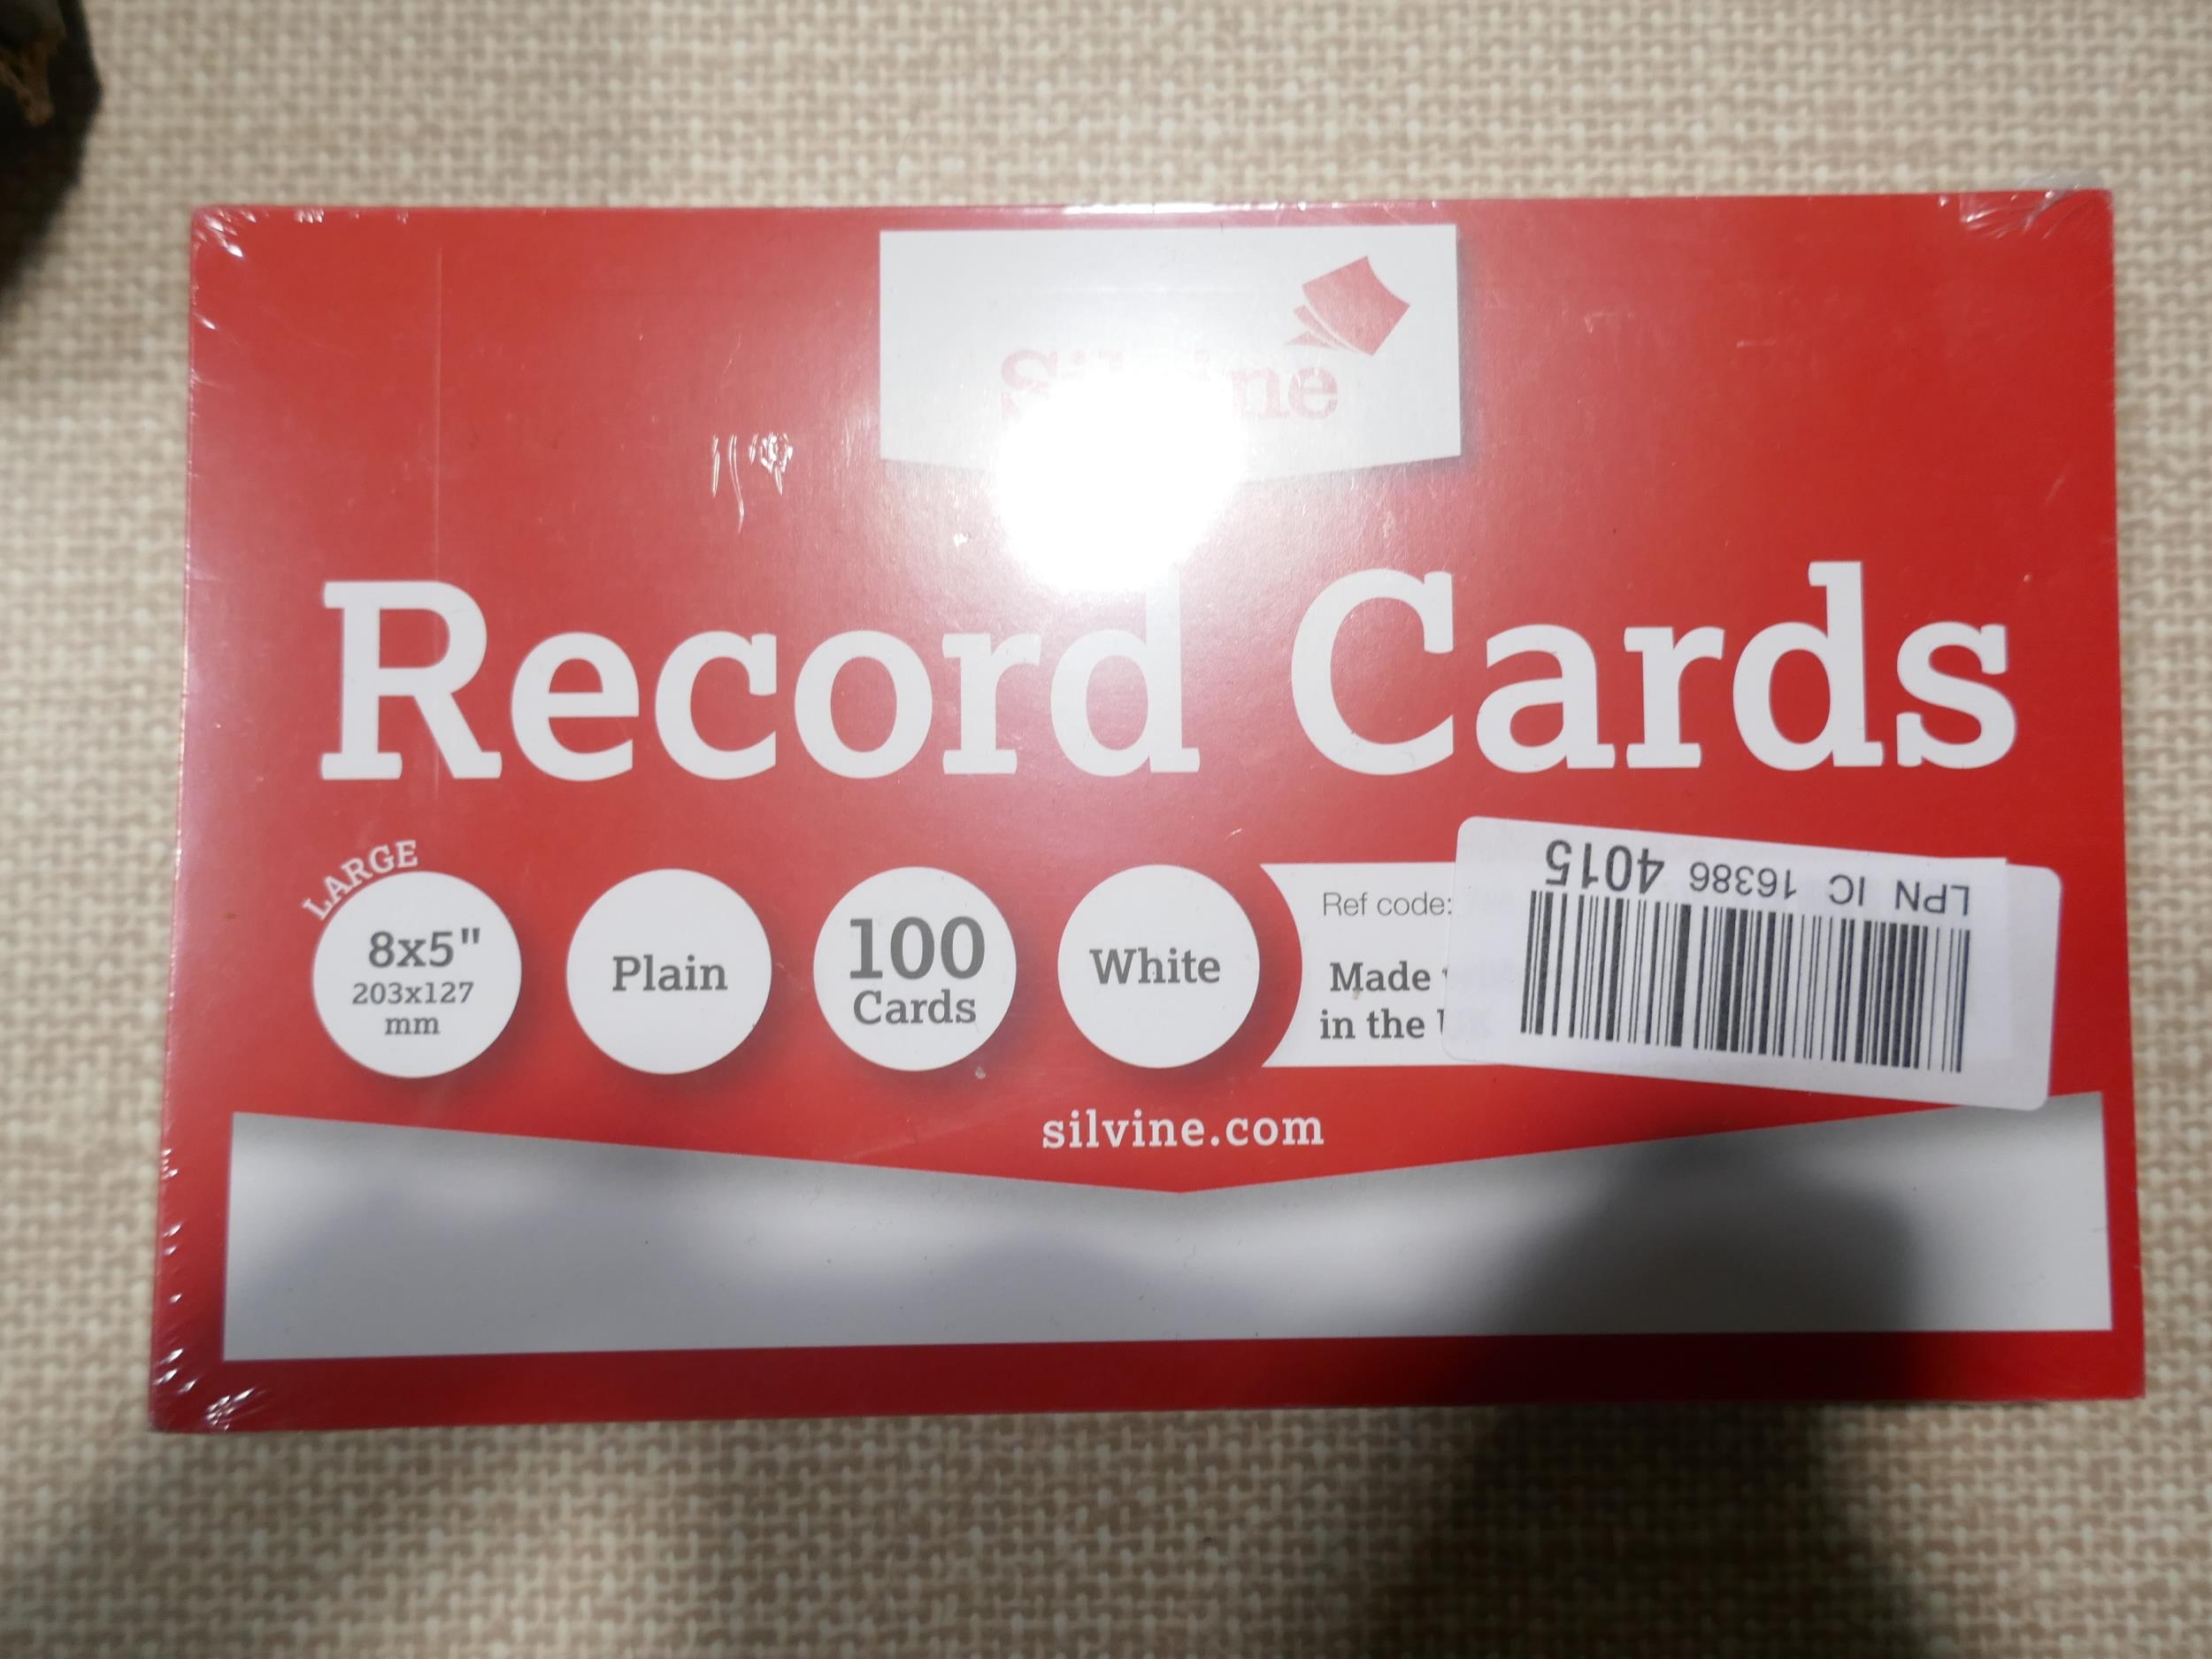 Silvine
Record Cards
LARGE
8x5"
203x127
mm
Plain
100
Cards
White
Ref code:
Made
in the UK
LPN IC 16386 4015
silvine.com